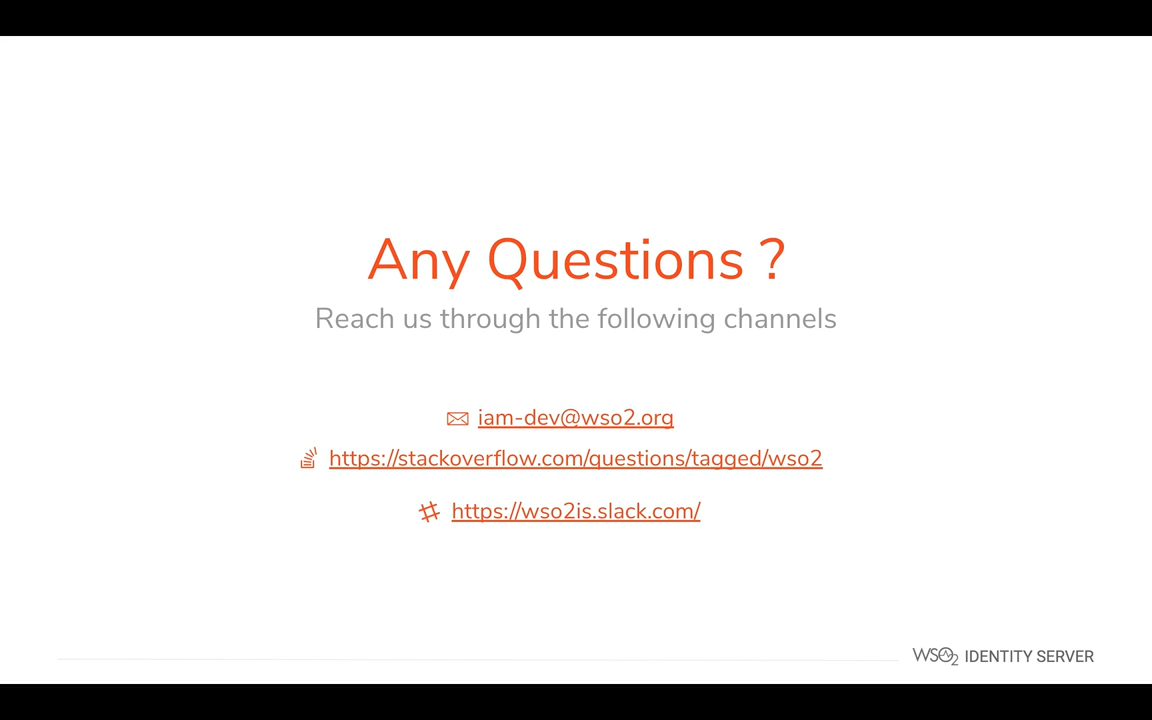 Any Questions ?
Reach us through the following channels
iam-dev@wso2.org
https://stackoverflow.com/questions/tagged/wso2
https://wso2is.slack.com/
WSO2 IDENTITY SERVER